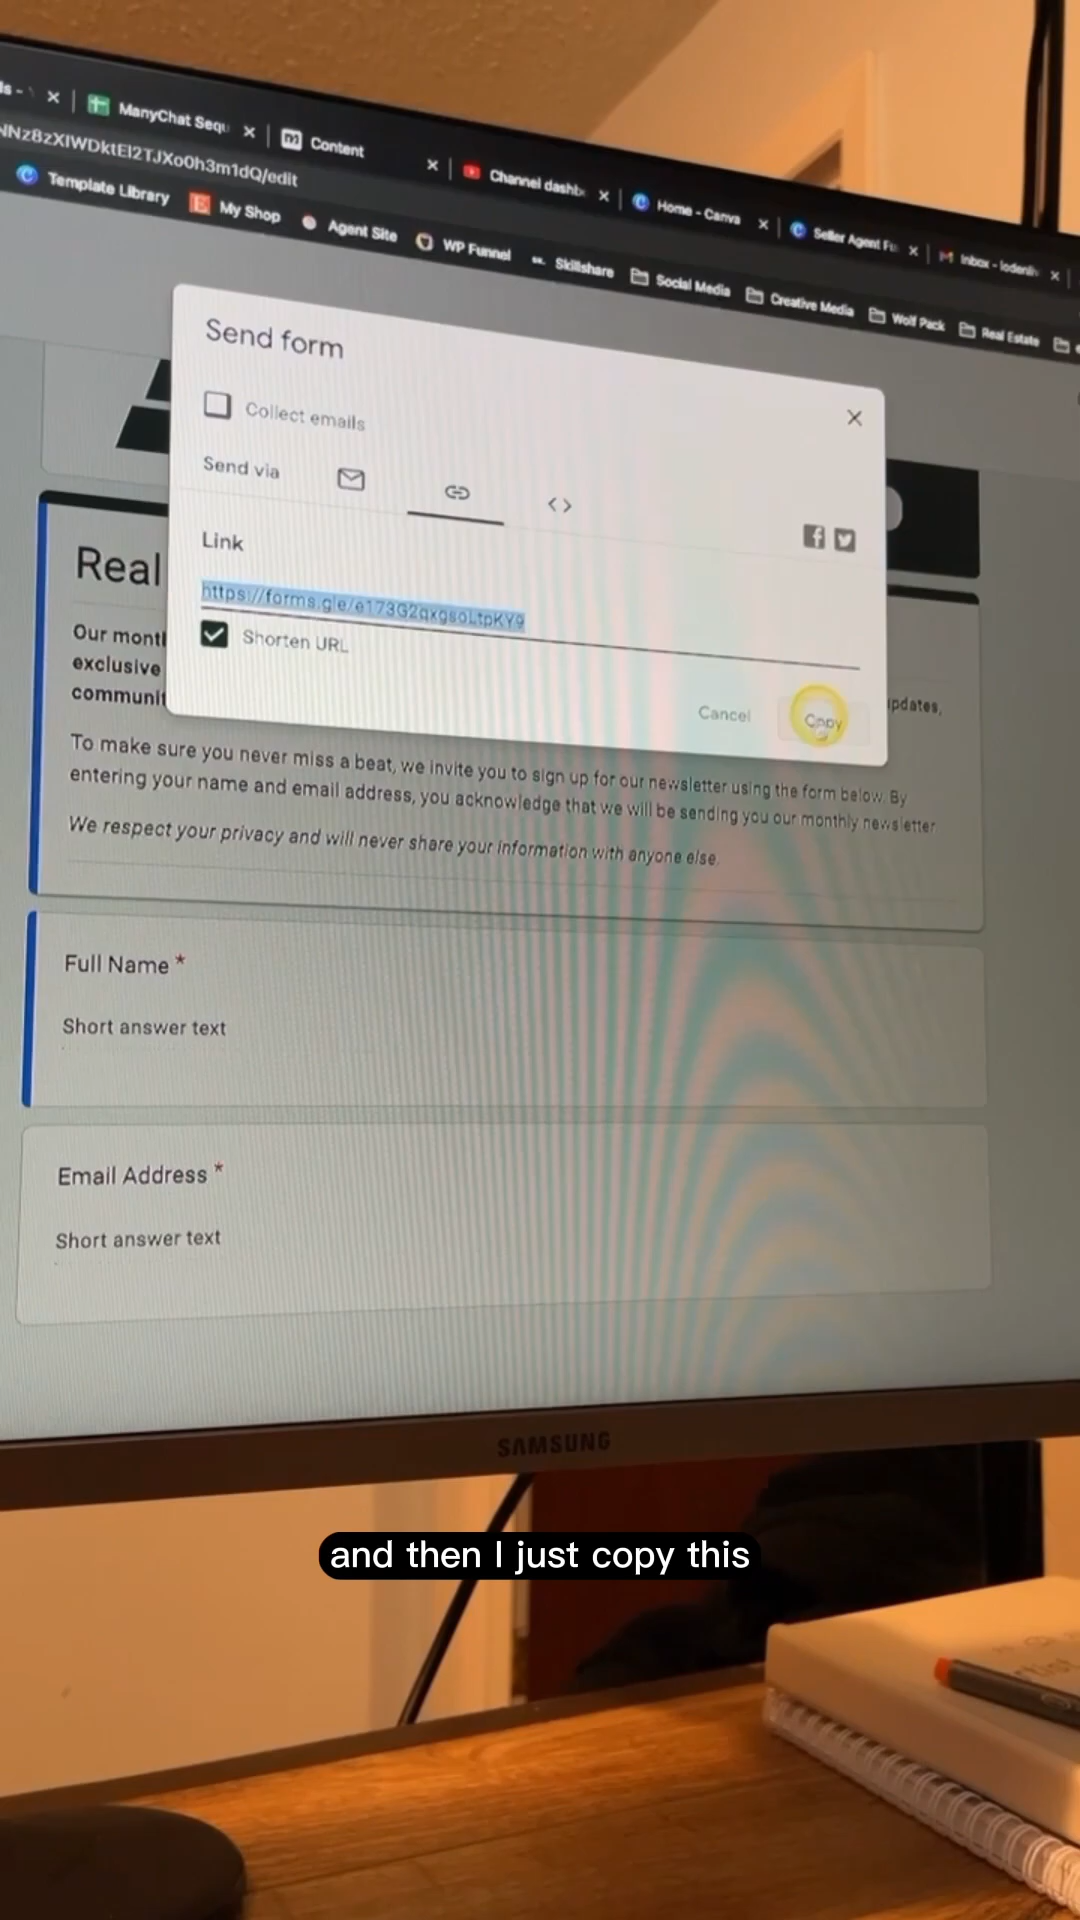 ManyChat Sequ
Content
Channel dashb
Home - Canva
Seller Agent F
Inbox - lodenliv
NNz8zXIWDktEI2TJXo0h3m1dQ/edit
Template Library
My Shop
Agent Site
WP Funnel
Skillshare
Social Media
Creative Media
Wolf Pack
Real Estate
Send form
Collect emails
Send via
Link
https://forms.gle/e173G2qxgsoLtpKY9
Shorten URL
Cancel
Copy
Real
Our mont
exclusive
pdates,
communit
To make sure you never miss a beat, we invite you to sign up for our newsletter using the form below. By
entering your name and email address, you acknowledge that we will be sending you our monthly newsletter
We respect your privacy and will never share your information with anyone else.
Full Name *
Short answer text
Email Address *
Short answer text
SAMSUNG
and then I just copy this